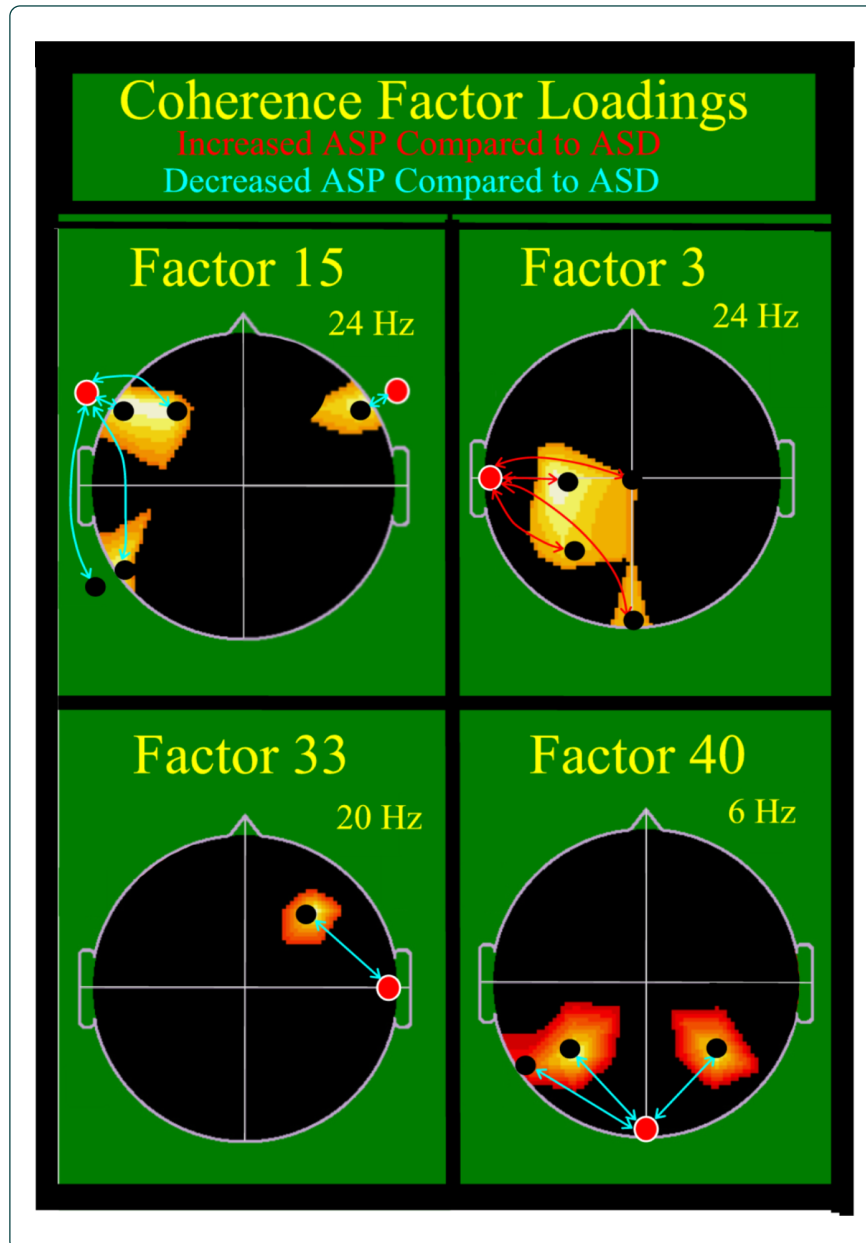 Coherence Factor Loadings
Increased ASP Compared to ASD
Decreased ASP Compared to ASD
Factor 15
24 Hz
Factor 3
24 Hz
Factor 33
20 Hz
Factor 40
6 Hz